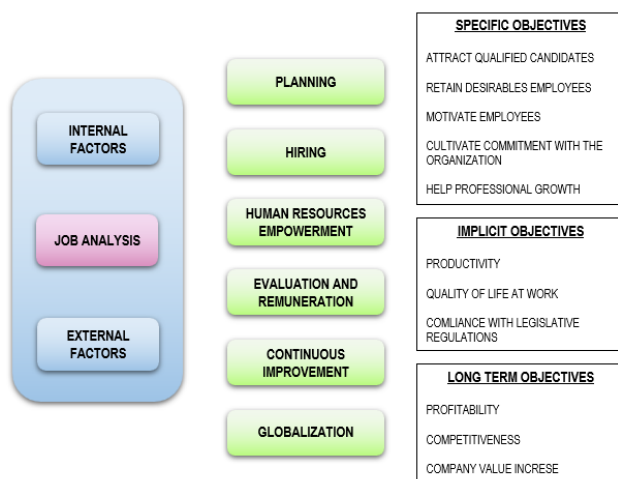 INTERNAL
FACTORS
JOB ANALYSIS
EXTERNAL
FACTORS
PLANNING
HIRING
HUMAN RESOURCES
EMPOWERMENT
EVALUATION AND
REMUNERATION
CONTINUOUS
IMPROVEMENT
GLOBALIZATION
SPECIFIC OBJECTIVES
ATTRACT QUALIFIED CANDIDATES
RETAIN DESIRABLES EMPLOYEES
MOTIVATE EMPLOYEES
CULTIVATE COMMITMENT WITH THE
ORGANIZATION
HELP PROFESSIONAL GROWTH
IMPLICIT OBJECTIVES
PRODUCTIVITY
QUALITY OF LIFE AT WORK
COMLIANCE WITH LEGISLATIVE
REGULATIONS
LONG TERM OBJECTIVES
PROFITABILITY
COMPETITIVENESS
COMPANY VALUE INCRESE